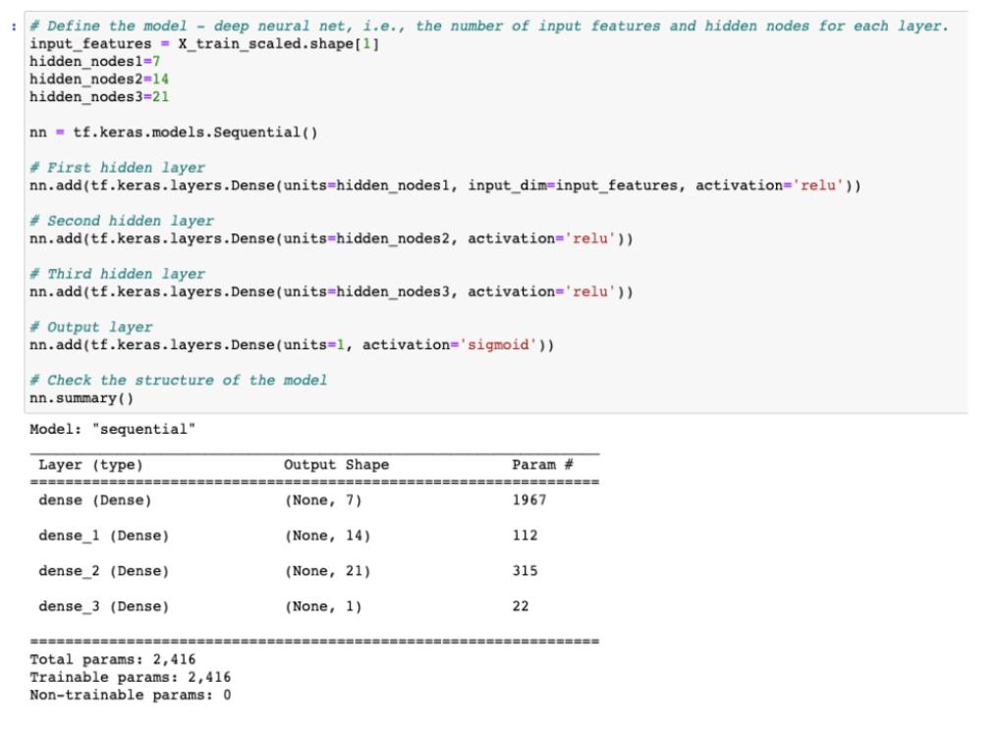 : # Define the model - deep neural net, i.e., the number of input features and hidden nodes for each layer.
input_features = X_train_scaled.shape[1]
hidden_nodes1=7
hidden_nodes2=14
hidden_nodes3=21
nn = tf.keras.models.Sequential()
# First hidden layer
nn.add(tf.keras.layers.Dense(units=hidden_nodes1, input_dim=input_features, activation='relu'))
# Second hidden layer
nn.add(tf.keras.layers.Dense(units=hidden_nodes2, activation='relu'))
# Third hidden layer
nn.add(tf.keras.layers.Dense(units=hidden_nodes3, activation='relu'))
# Output layer
nn.add(tf.keras.layers.Dense(units=1, activation='sigmoid'))
# Check the structure of the model
nn.summary()
Model: "sequential"
Layer (type) Output Shape Param #
dense (Dense) (None, 7) 1967
dense_1 (Dense) (None, 14) 112
dense_2 (Dense) (None, 21) 315
dense_3 (Dense) (None, 1) 22
Total params: 2,416
Trainable params: 2,416
Non-trainable params: 0